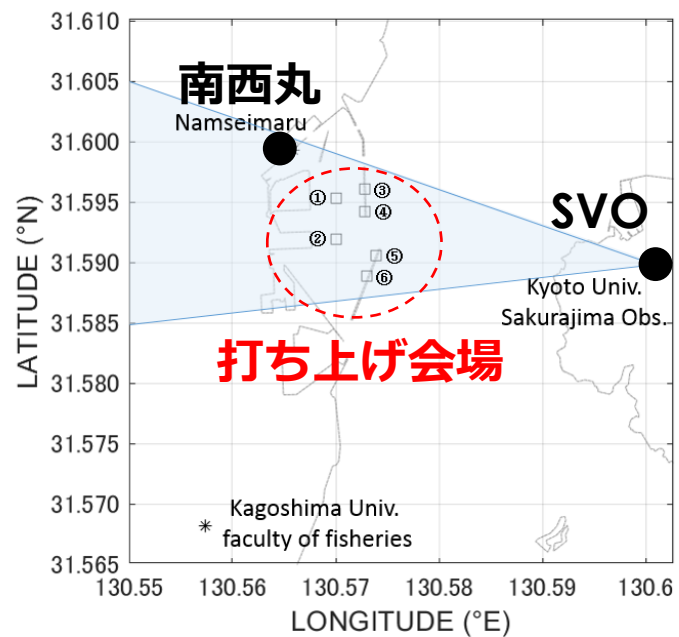 31.610
31.605
31.600
31.595
31.590
31.585
31.580
31.575
31.570
31.565
LATITUDE (°N)
南西丸
Namseimaru
① ③
④
②
⑤
⑥
SVO
Kyoto Univ.
Sakurajima Obs.
打ち上げ会場
Kagoshima Univ.
faculty of fisheries
130.55 130.56 130.57 130.58 130.59 130.6
LONGITUDE (°E)